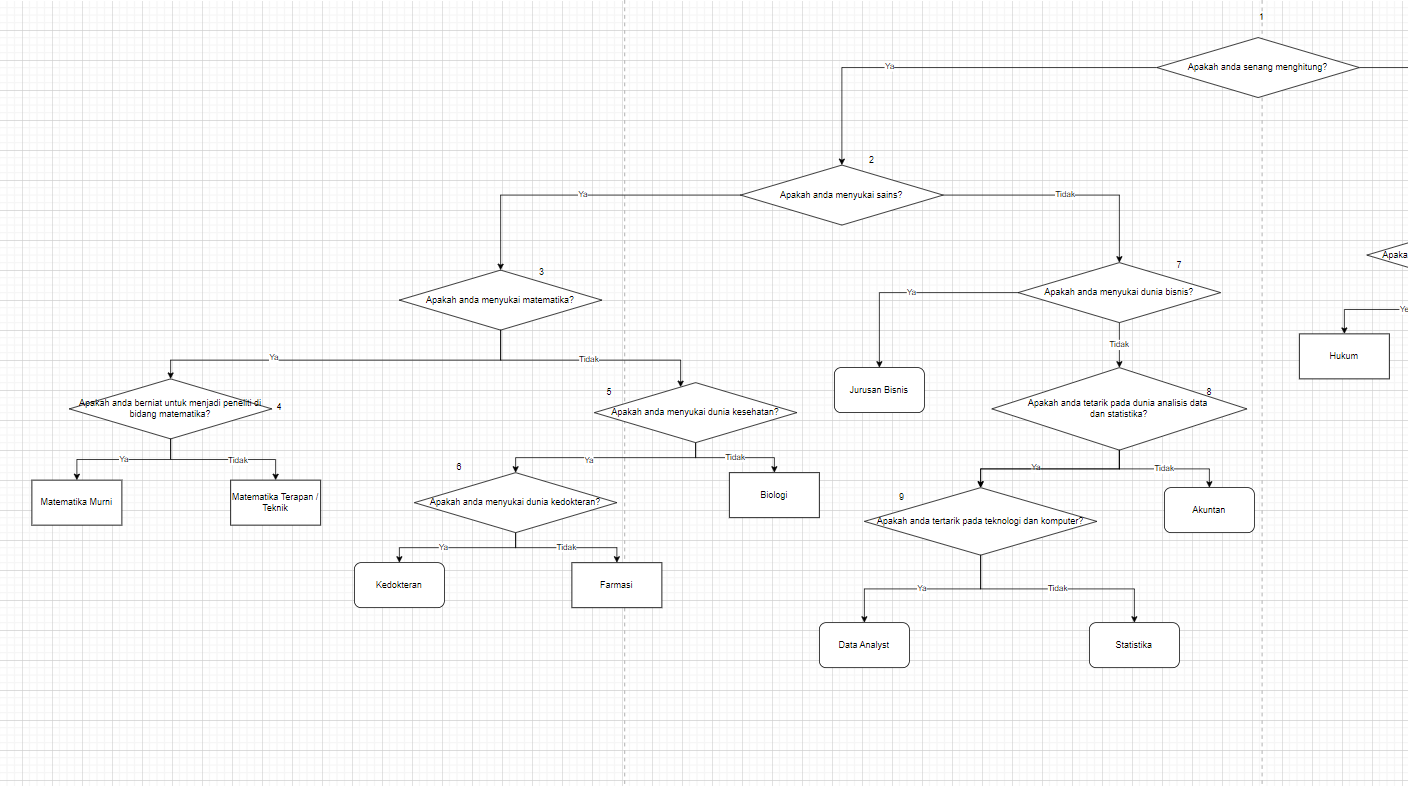 1
Apakah anda senang menghitung?
Ya
2
Apakah anda menyukai sains?
Ya
Tidak
3
Apakah anda menyukai matematika?
7
Apakah anda menyukai dunia bisnis?
Ya
Tidak
Apaka
Ye
Hukum
Ya
Tidak
Jurusan Bisnis
Apakah anda berniat untuk menjadi peneliti di
bidang matematika?
4
5
Apakah anda menyukai dunia kesehatan?
8
Apakah anda tetarik pada dunia analisis data
dan statistika?
Ya
Tidak
Ya
Tidak
Ya
Tidak
Matematika Murni
Matematika Terapan /
Teknik
6
Apakah anda menyukai dunia kedokteran?
Biologi
9
Apakah anda tertarik pada teknologi dan komputer?
Akuntan
Ya
Tidak
Kedokteran
Farmasi
Ya
Tidak
Data Analyst
Statistika